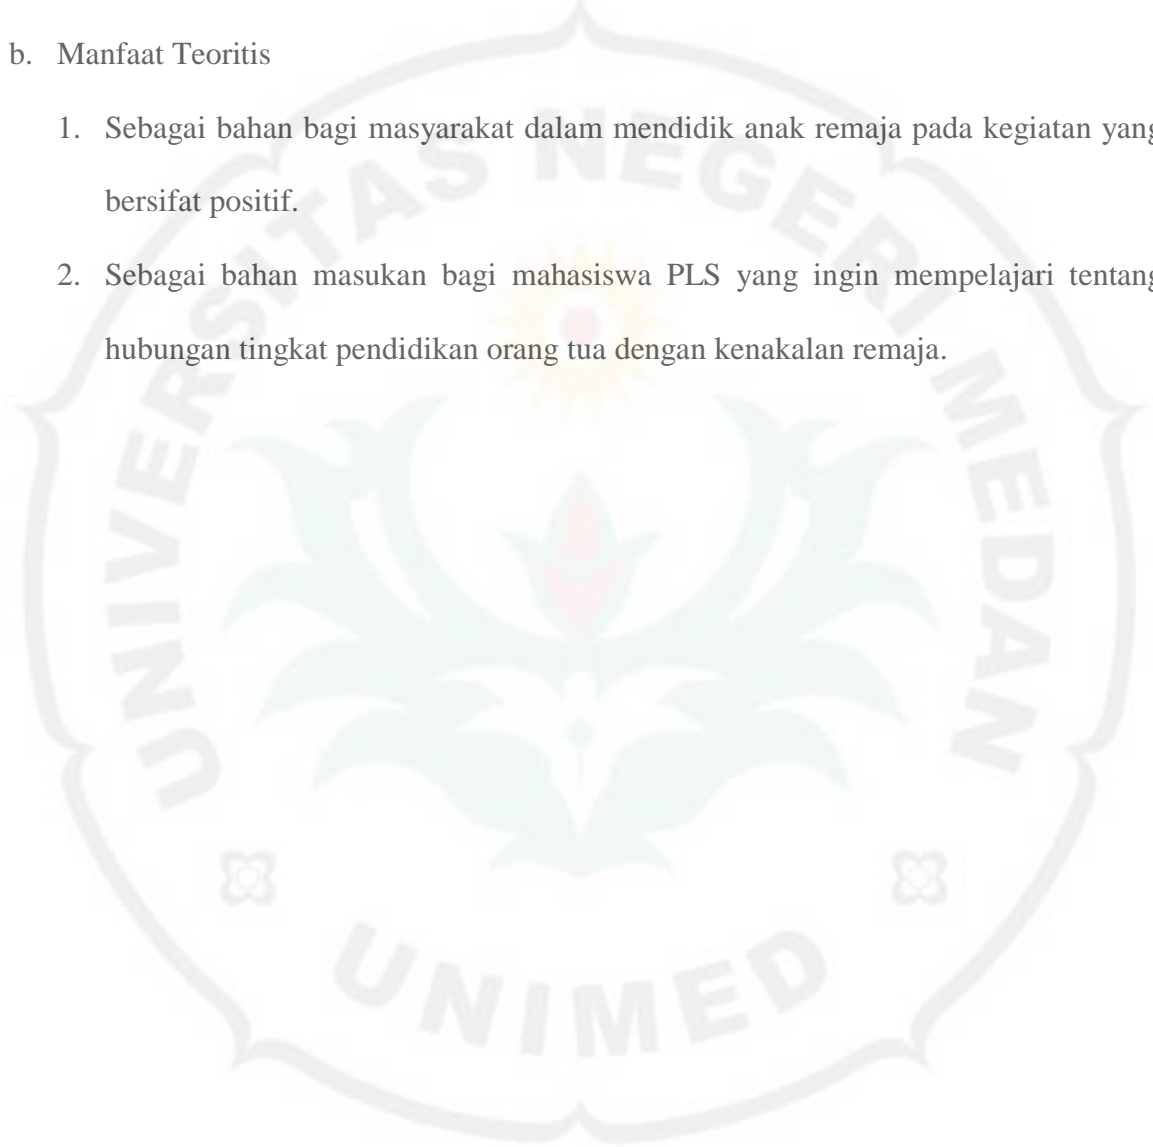 b. Manfaat Teoritis
1. Sebagai bahan bagi masyarakat dalam mendidik anak remaja pada kegiatan yang
bersifat positif.
2. Sebagai bahan masukan bagi mahasiswa PLS yang ingin mempelajari tentang
hubungan tingkat pendidikan orang tua dengan kenakalan remaja.
UNIVERSITAS NEGERI MEDAN
UNIMED